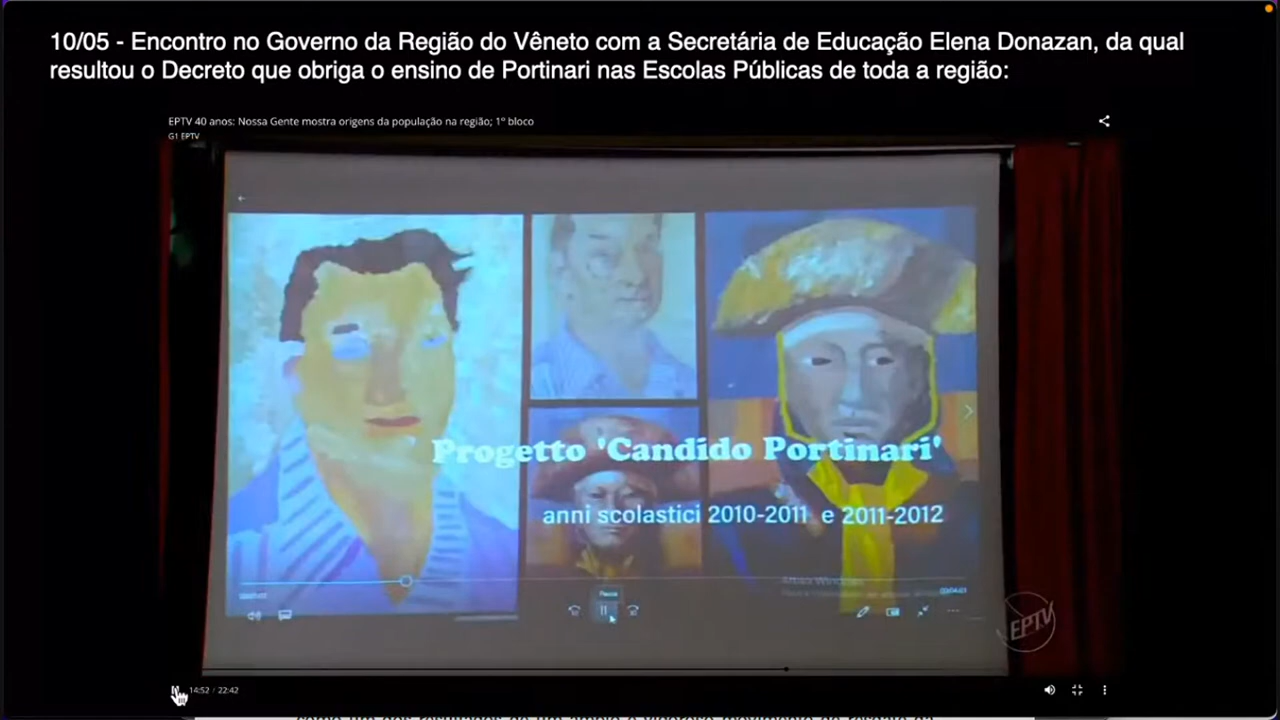 10/05 - Encontro no Governo da Região do Vêneto com a Secretária de Educação Elena Donazan, da qual
resultou o Decreto que obriga o ensino de Portinari nas Escolas Públicas de toda a região:
EPTV 40 anos: Nossa Gente mostra origens da população na região; 1º bloco
G1 EPTV
Progetto 'Candido Portinari'
anni scolastici 2010-2011 e 2011-2012
Pausa
EPTV
14:52 / 22:42